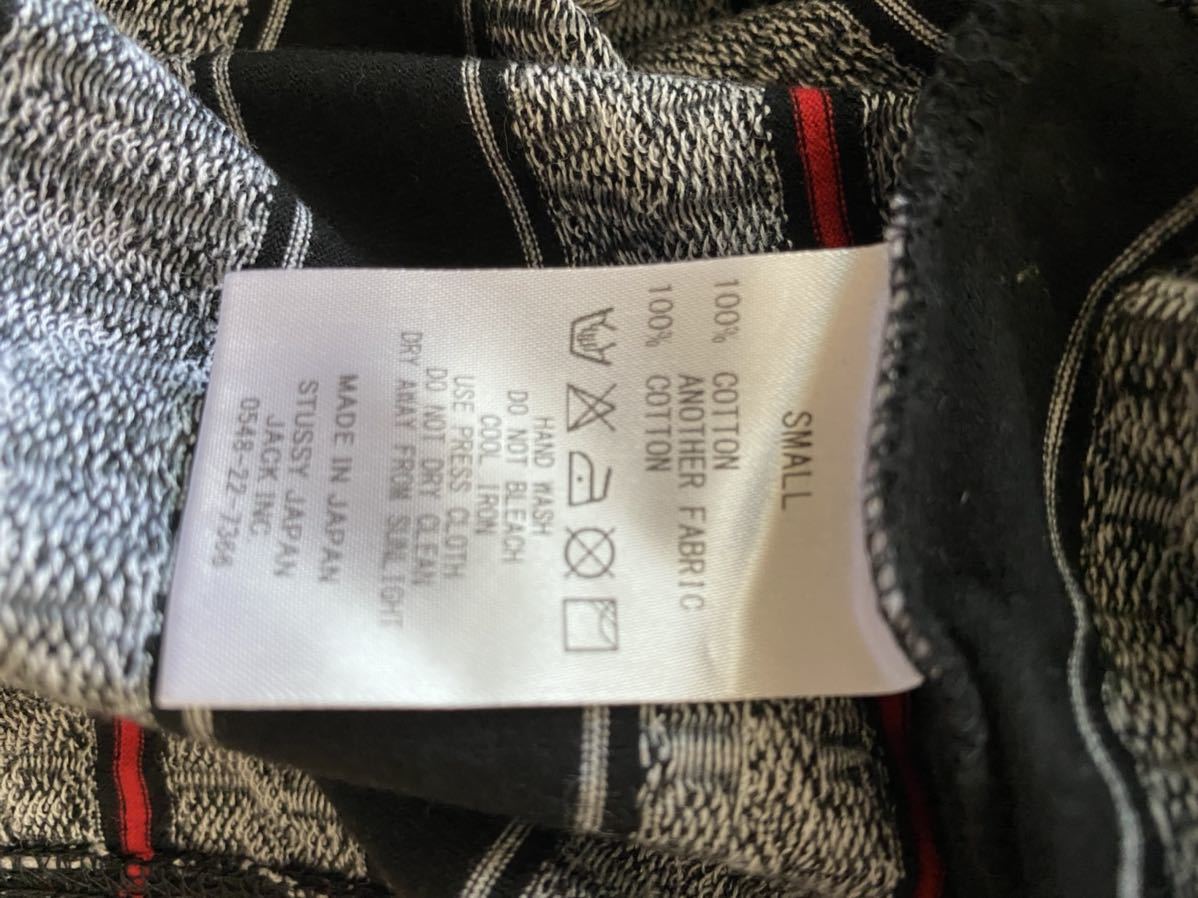 SMALL
100% COTTON
ANOTHER FABRIC
100% COTTON
HAND WASH
DO NOT BLEACH
COOL IRON
USE PRESS CLOTH
DO NOT DRY CLEAN
DRY AWAY FROM SUNLIGHT
MADE IN JAPAN
STUSSY JAPAN
JACK INC.
0548-22-7366